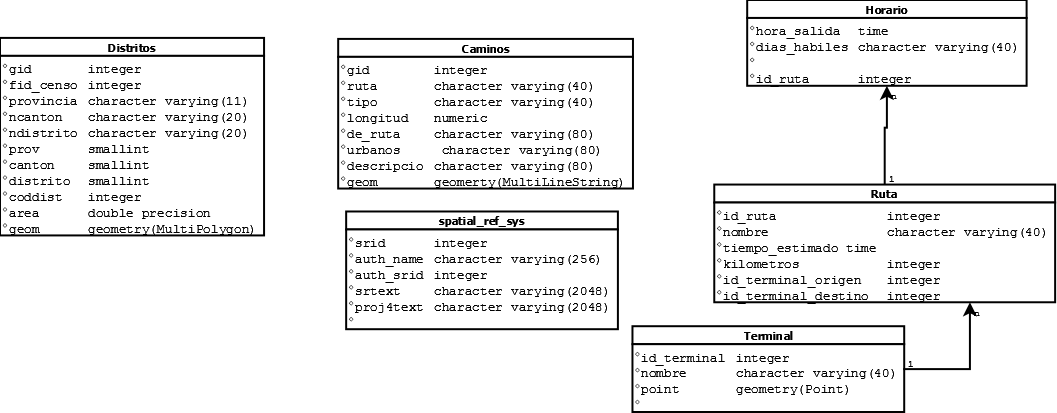 Distritos
gid integer
fid_censo integer
provincia character varying(11)
ncanton character varying(20)
ndistrito character varying(20)
prov smallint
canton smallint
distrito smallint
coddist integer
area double precision
geom geometry(MultiPolygon)
Caminos
gid integer
ruta character varying(40)
tipo character varying(40)
longitud numeric
de_ruta character varying(80)
urbanos character varying(80)
descripcio character varying(80)
geom geomerty(MultiLineString)
spatial_ref_sys
srid integer
auth_name character varying(256)
auth_srid integer
srtext character varying(2048)
proj4text character varying(2048)
Horario
hora_salida time
dias_habiles character varying(40)
id_ruta integer
n
1
Ruta
id_ruta integer
nombre character varying(40)
tiempo_estimado time
kilometros integer
id_terminal_origen integer
id_terminal_destino integer
n
1
Terminal
id_terminal integer
nombre character varying(40)
point geometry(Point)